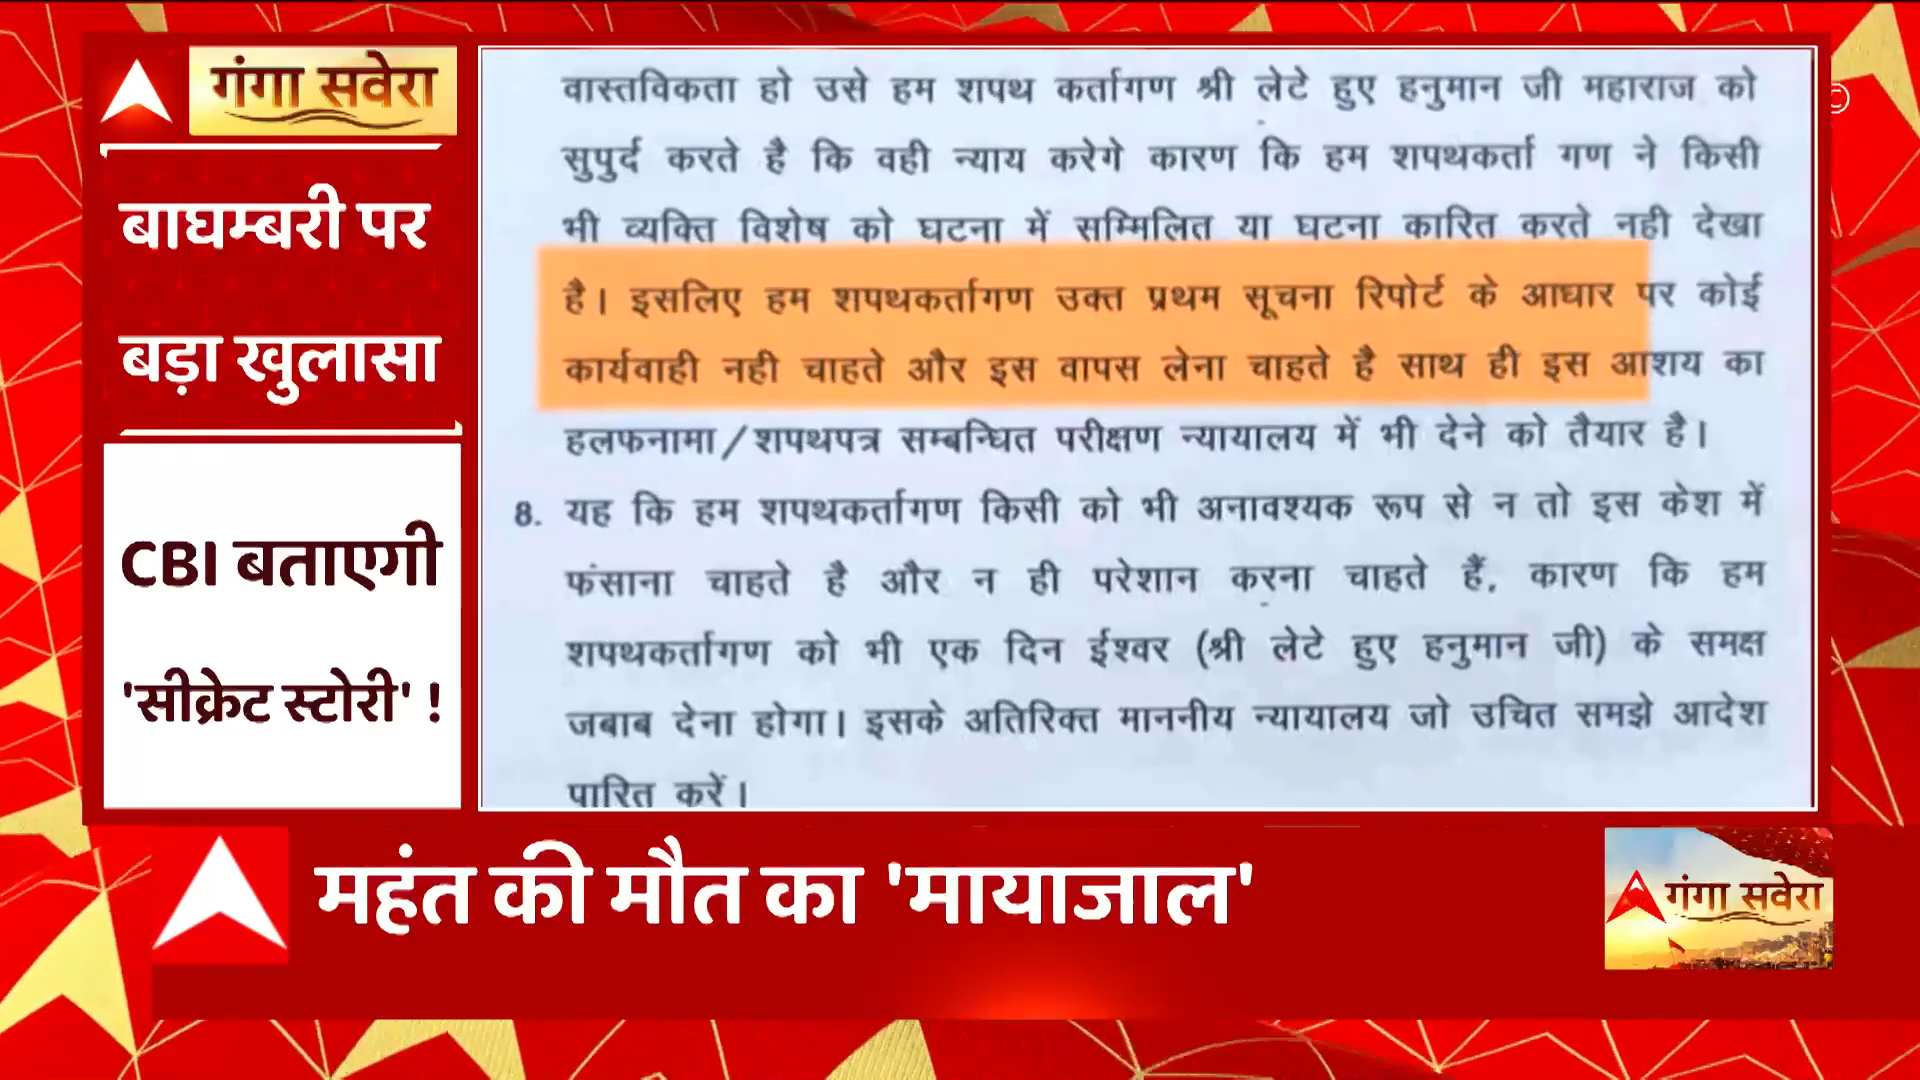 गंगा सवेरा
बाघम्बरी पर
बड़ा खुलासा
CBI बताएगी
'सीक्रेट स्टोरी' !
वास्तविकता हो उसे हम शपथ कर्तागण श्री लेटे हुए हनुमान जी महाराज को
सुपुर्द करते है कि वही न्याय करेगे कारण कि हम शपथकर्ता गण ने किसी
भी व्यक्ति विशेष को घटना में सम्मिलित या घटना कारित करते नही देखा
है। इसलिए हम शपथकर्तागण उक्त प्रथम सूचना रिपोर्ट के आधार पर कोई
कार्यवाही नही चाहते और इस वापस लेना चाहते है साथ ही इस आशय का
हलफनामा/शपथपत्र सम्बन्धित परीक्षण न्यायालय में भी देने को तैयार है।
8. यह कि हम शपथकर्तागण किसी को भी अनावश्यक रूप से न तो इस केश में
फंसाना चाहते है और न ही परेशान करना चाहते हैं, कारण कि हम
शपथकर्तागण को भी एक दिन ईश्वर (श्री लेटे हुए हनुमान जी) के समक्ष
जबाब देना होगा। इसके अतिरिक्त माननीय न्यायालय जो उचित समझे आदेश
पारित करें।
©
महंत की मौत का 'मायाजाल'
गंगा सवेरा